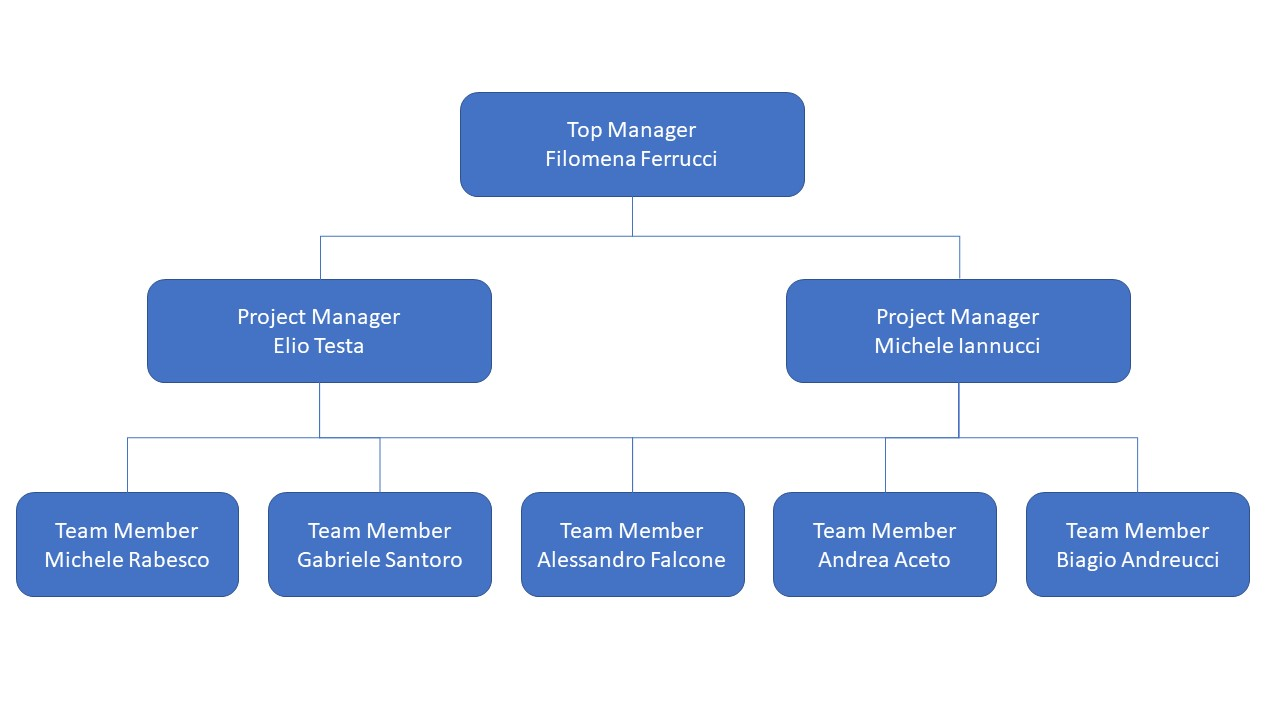 Top Manager
Filomena Ferrucci
Project Manager
Elio Testa
Project Manager
Michele Iannucci
Team Member
Michele Rabesco
Team Member
Gabriele Santoro
Team Member
Alessandro Falcone
Team Member
Andrea Aceto
Team Member
Biagio Andreucci